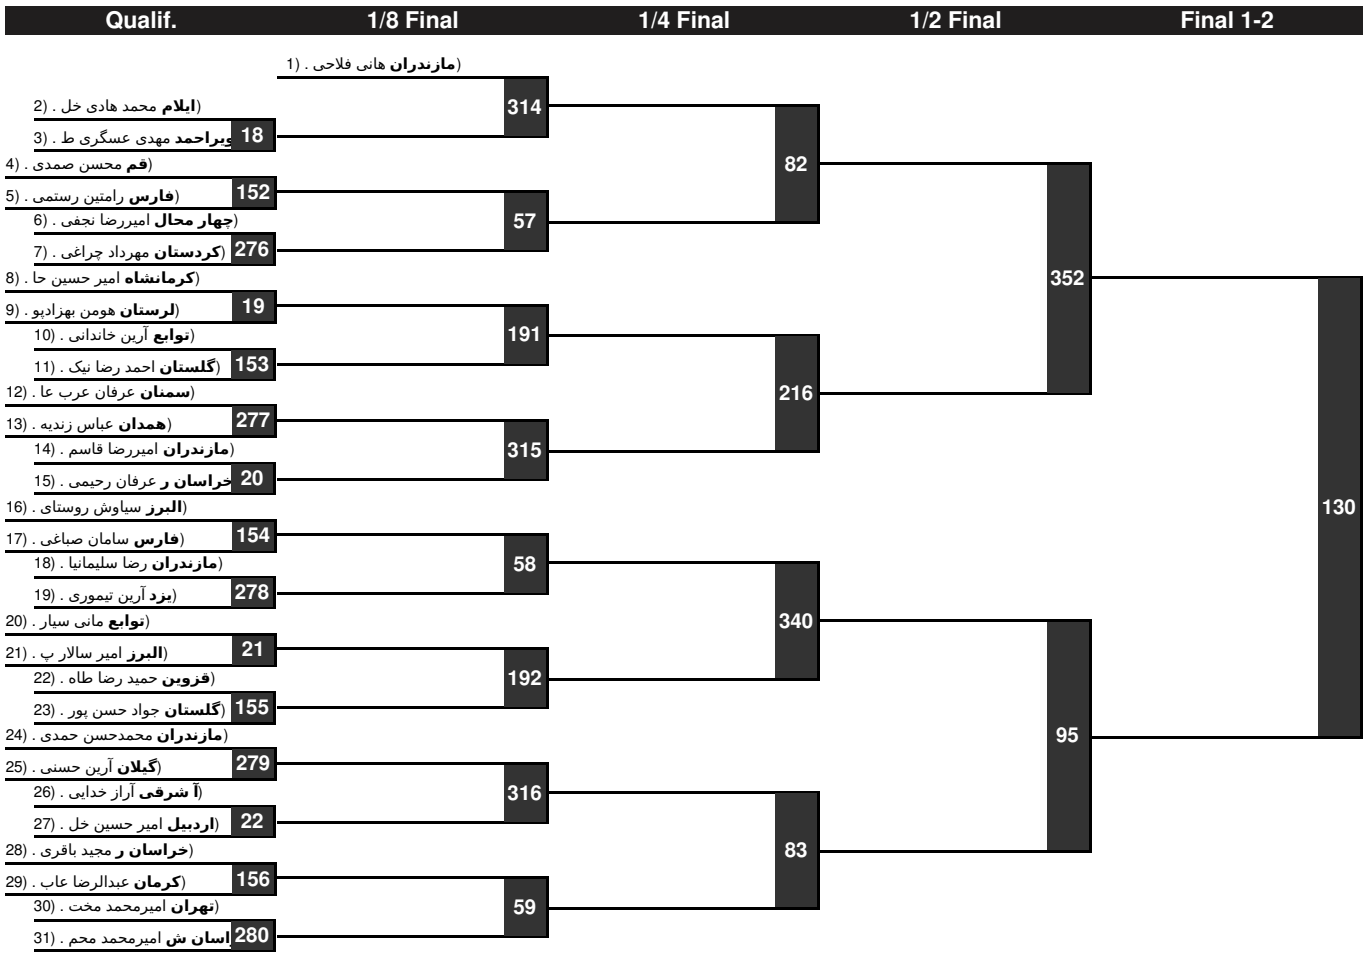 Qualif. 1/8 Final 1/4 Final 1/2 Final Final 1-2
1) . هانی فلاحی مازندران)
314
2) . محمد هادی خل ایلام)
18
3) . مهدی عسگری ط ویراحمد
82
4) . محسن صمدی قم)
152
5) . رامتین رستمی فارس)
57
6) . امیررضا نجفی چهار محال)
276
7) . مهرداد چراغی کردستان)
352
8) . امیر حسین حا کرمانشاه)
19
9) . هومن بهزادپو لرستان)
191
10) . آرین خاندانی توابع)
153
11) . احمد رضا نیک گلستان)
216
12) . عرفان عرب عا سمنان)
277
13) . عباس زندیه همدان)
315
14) . امیررضا قاسم مازندران)
20
15) . عرفان رحیمی خراسان ر
130
16) . سیاوش روستای البرز)
154
17) . سامان صباغی فارس)
58
18) . رضا سلیمانیا مازندران)
278
19) . آرین تیموری یزد)
340
20) . مانی سیار توابع)
21
21) . امیر سالار پ البرز)
192
22) . حمید رضا طاه قزوین)
155
23) . جواد حسن پور گلستان)
95
24) . محمدحسن حمدی مازندران)
279
25) . آرین حسنی گیلان)
316
26) . آراز خدایی آ شرقی)
22
27) . امیر حسین خل اردبیل)
83
28) . مجید باقری خراسان ر)
156
29) . عبدالرضا عاب کرمان)
59
30) . امیرمحمد مخت تهران)
280
31) . امیرمحمد محم اسان ش